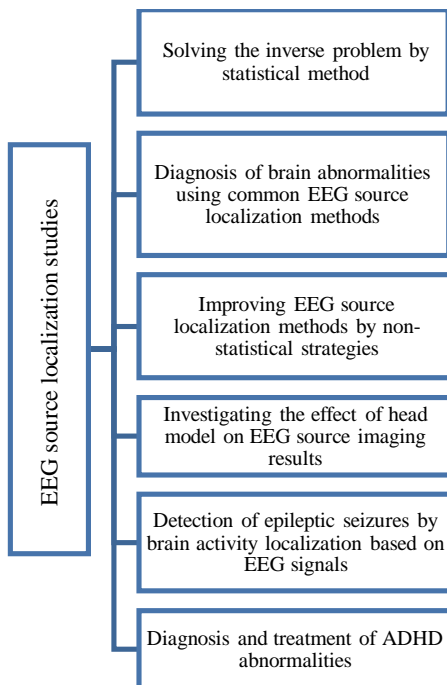 EEG source localization studies
Solving the inverse problem by
statistical method
Diagnosis of brain abnormalities
using common EEG source
localization methods
Improving EEG source
localization methods by non-
statistical strategies
Investigating the effect of head
model on EEG source imaging
results
Detection of epileptic seizures by
brain activity localization based on
EEG signals
Diagnosis and treatment of ADHD
abnormalities